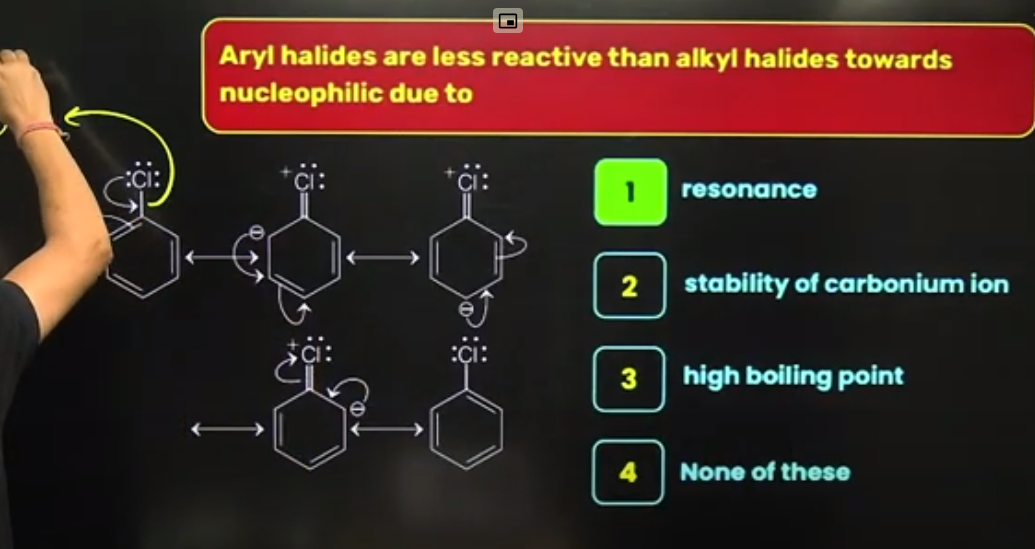 Aryl halides are less reactive than alkyl halides towards
nucleophilic due to
:Cl:
+Cl:
+Cl:
1 resonance
2 stability of carbonium ion
⊖
⊖
+Cl:
:Cl:
3 high boiling point
⊖
4 None of these